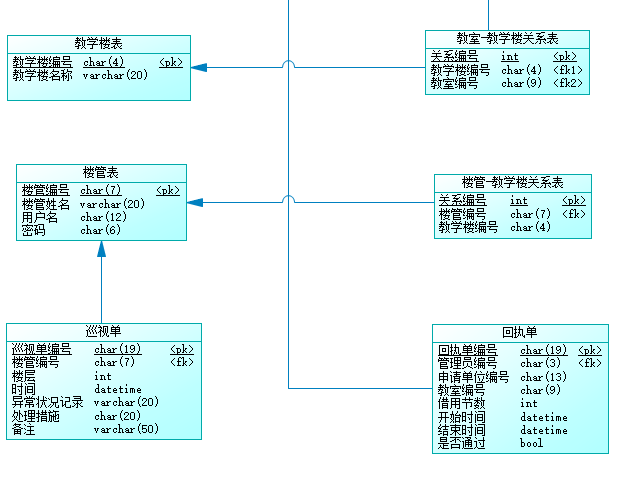 教学楼表
教学楼编号 char(4) <pk>
教学楼名称 varchar(20)
教室-教学楼关系表
关系编号 int <pk>
教学楼编号 char(4) <fk1>
教室编号 char(9) <fk2>
楼管表
楼管编号 char(7) <pk>
楼管姓名 varchar(20)
用户名 char(12)
密码 char(6)
楼管-教学楼关系表
关系编号 int <pk>
楼管编号 char(7) <fk>
教学楼编号 char(4)
巡视单
巡视单编号 char(19) <pk>
楼管编号 char(7) <fk>
楼层 int
时间 datetime
异常状况记录 varchar(20)
处理措施 char(20)
备注 varchar(50)
回执单
回执单编号 char(19) <pk>
管理员编号 char(3) <fk>
申请单位编号 char(13)
教室编号 char(9)
借用节数 int
开始时间 datetime
结束时间 datetime
是否通过 bool